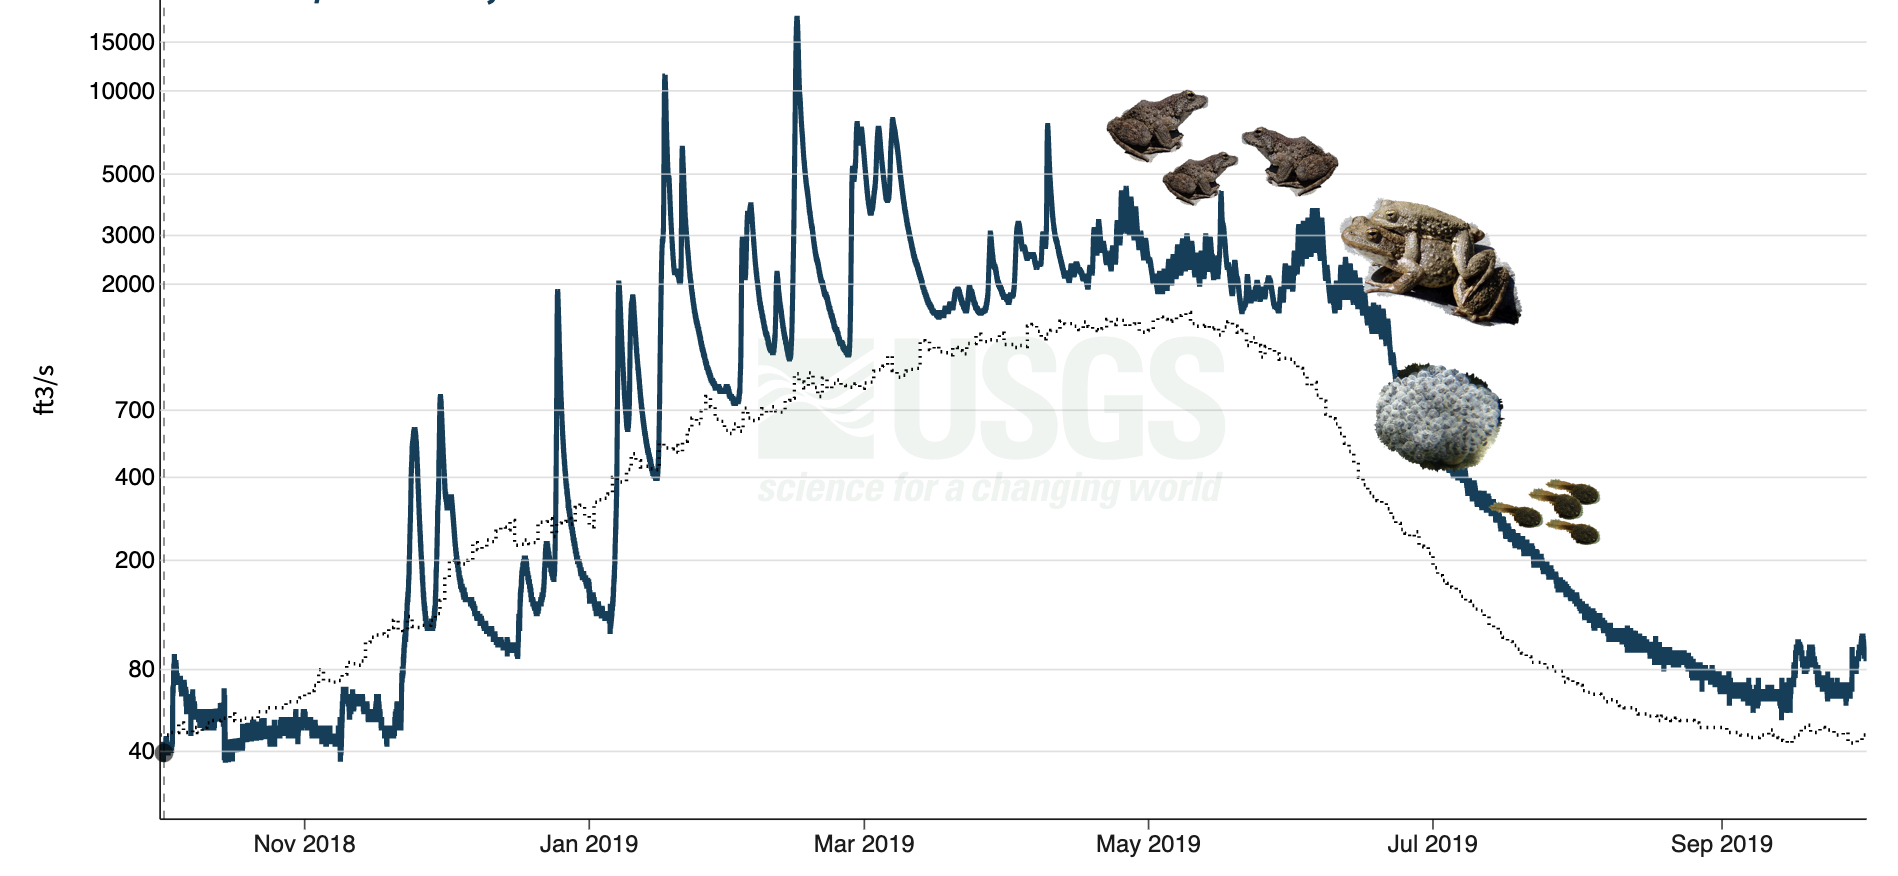 15000
10000
5000
3000
2000
700
400
200
80
40
ft3/s
USGS
science for a changing world
Nov 2018
Jan 2019
Mar 2019
May 2019
Jul 2019
Sep 2019